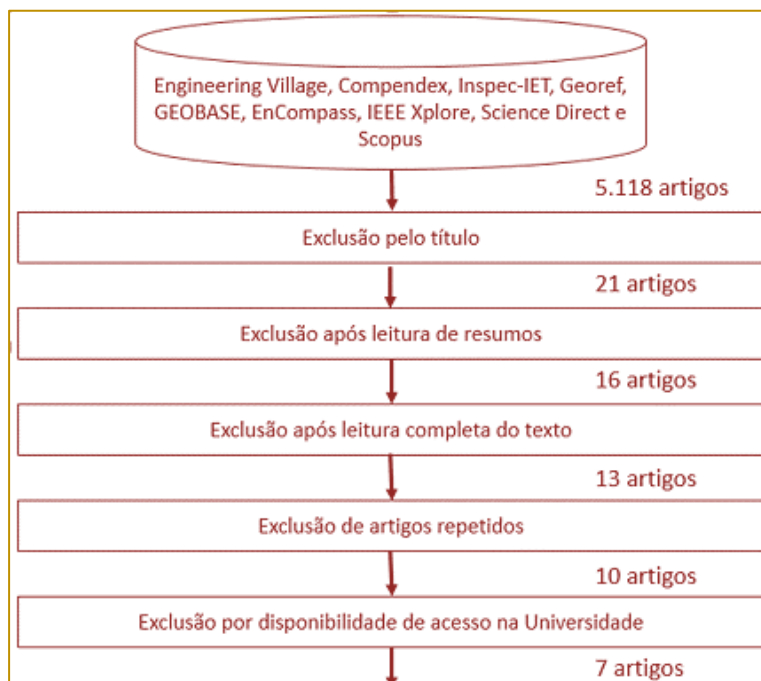 Engineering Village, Compendex, Inspec-IET, Georef,
GEOBASE, EnCompass, IEEE Xplore, Science Direct e
Scopus
5.118 artigos
Exclusão pelo título
21 artigos
Exclusão após leitura de resumos
16 artigos
Exclusão após leitura completa do texto
13 artigos
Exclusão de artigos repetidos
10 artigos
Exclusão por disponibilidade de acesso na Universidade
7 artigos